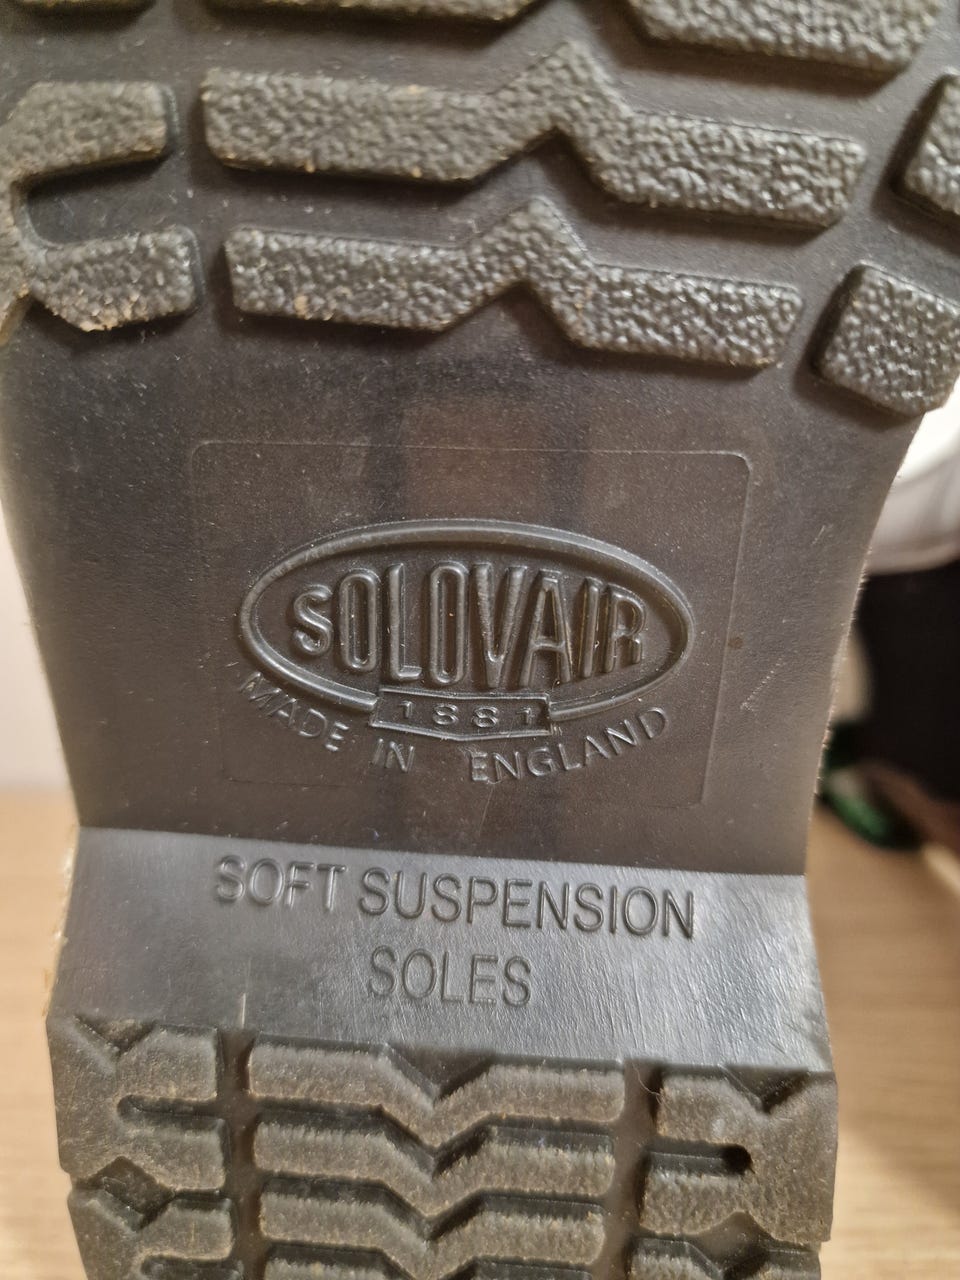 SOLOVAIR
1881
MADE IN ENGLAND
SOFT SUSPENSION
SOLES